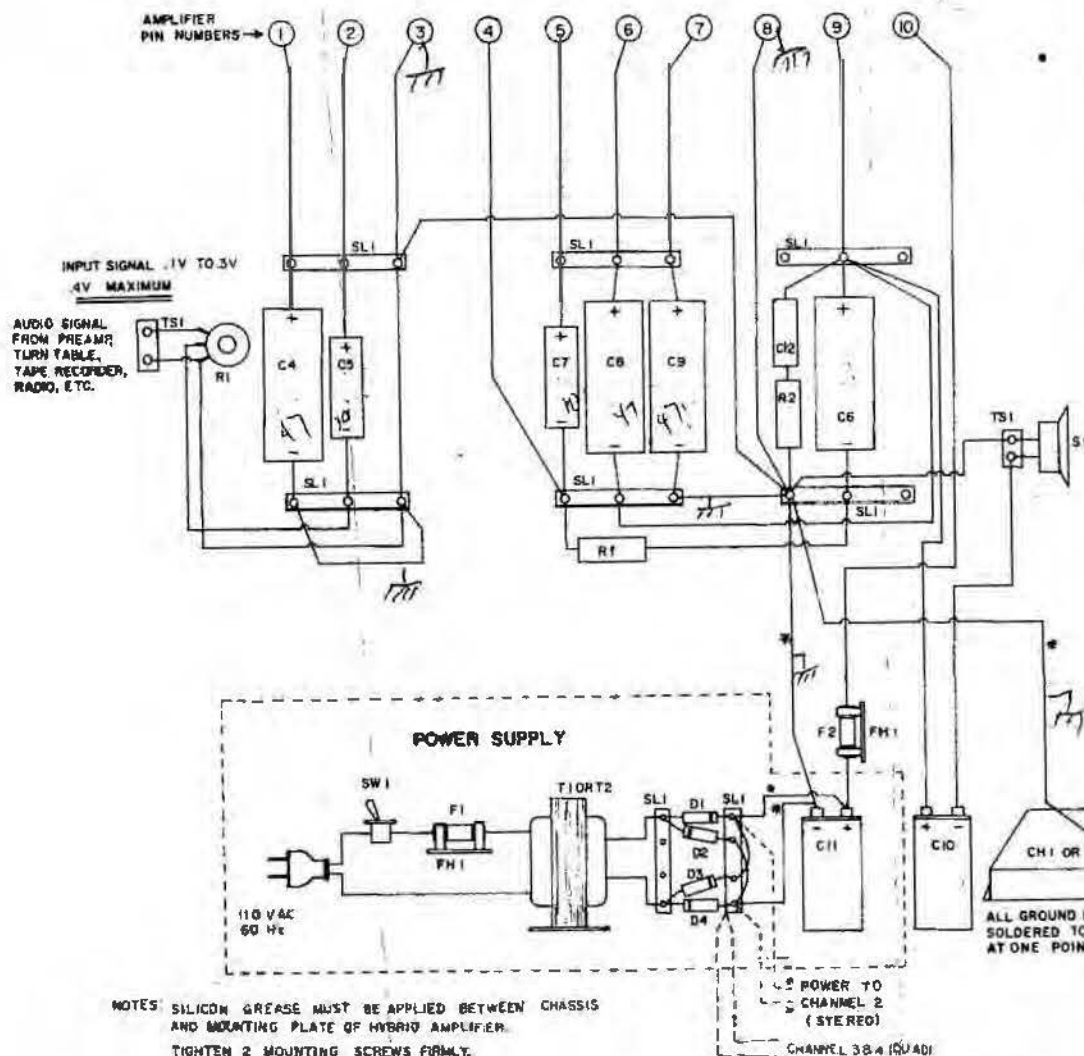 AMPLIFIER
PIN NUMBERS → 1 2 3 4 5 6 7 8 9 10
SL1 SL1 SL1
INPUT SIGNAL .1V TO .3V
.4V MAXIMUM
AUDIO SIGNAL
FROM PREAMP,
TURN TABLE,
TAPE RECORDER,
RADIO, ETC.
TS1
R1
+ + + + + +
C4 C5 C7 C8 C9 C12 R2 C6
47 47 47
- - - - - -
TS1
SL1 SL1 SL1
Rf
*
F2 FH1
POWER SUPPLY
SW1 F1 T1ORT2 SL1 D1 SL1 *
*
FH1 D2
D3
D4
- + + -
C11 C10 CH1 OR
110 VAC
60 Hz
ALL GROUND
SOLDERED TO
AT ONE POIN
* POWER TO
CHANNEL 2
* (STEREO)
CHANNEL 3&4 (QUAD)
NOTES: SILICON GREASE MUST BE APPLIED BETWEEN CHASSIS
AND MOUNTING PLATE OF HYBRID AMPLIFIER.
TIGHTEN 2 MOUNTING SCREWS FIRMLY.